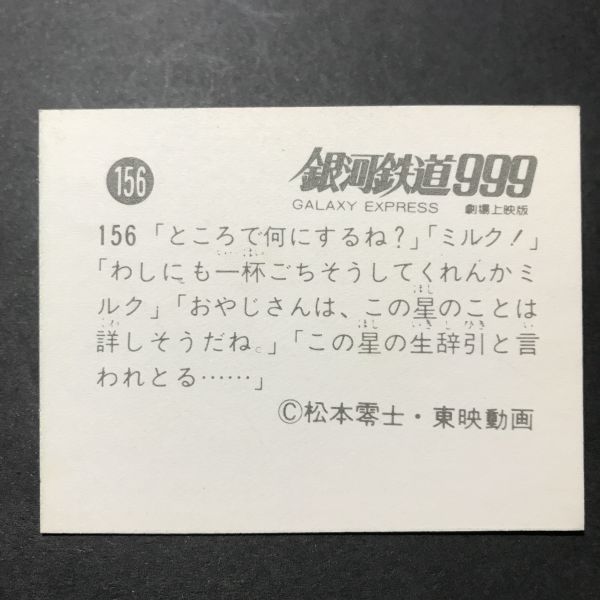 156
銀河鉄道999
GALAXY EXPRESS 劇場上映版
156「ところで何にするね?」「ミルク!」
「わしにも一杯ごちそうしてくれんかミ
ルク」「おやじさんは、この星のことは
詳しそうだね。」「この星の生辞引と言
われとる……」
©松本零士・東映動画